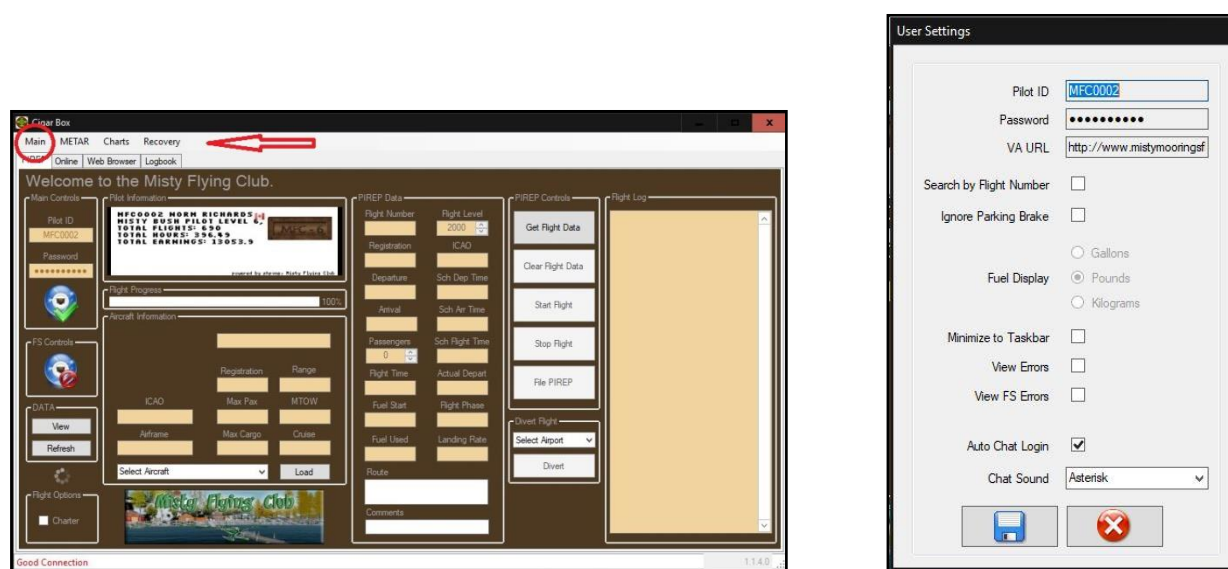 Cigar Box
Main METAR Charts Recovery
PIREP Online Web Browser Logbook
Welcome to the Misty Flying Club.
Main Controls
Pilot ID
MFC0002
Password
FS Controls
DATA
View
Refresh
Flight Options
Charter
Pilot Information
MFC0002 NORM RICHARDS
MISTY BUSH PILOT LEVEL 6,
TOTAL FLIGHTS: 690
TOTAL HOURS: 396.49
TOTAL EARNINGS: 13053.9
MFC-6
Flight Progress
100%
Aircraft Information
Registration Range
ICAO Max Pax MTOW
Airframe Max Cargo Cruise
Select Aircraft Load
Misty Flying Club
PIREP Data
Flight Number Flight Level
2000
Registration ICAO
Departure Sch Dep Time
Arrival Sch Arr Time
Passengers Sch Flight Time
0
Flight Time Actual Depart
Fuel Start Flight Phase
Fuel Used Landing Rate
Route
Comments
PIREP Controls
Get Flight Data
Clear Flight Data
Start Flight
Stop Flight
File PIREP
Divert Flight
Select Airport
Divert
Flight Log
Good Connection
1.1.4.0
User Settings
Pilot ID MFC0002
Password
VA URL http://www.mistymooringsf
Search by Flight Number
Ignore Parking Brake
Gallons
Fuel Display Pounds
Kilograms
Minimize to Taskbar
View Errors
View FS Errors
Auto Chat Login
Chat Sound Asterisk